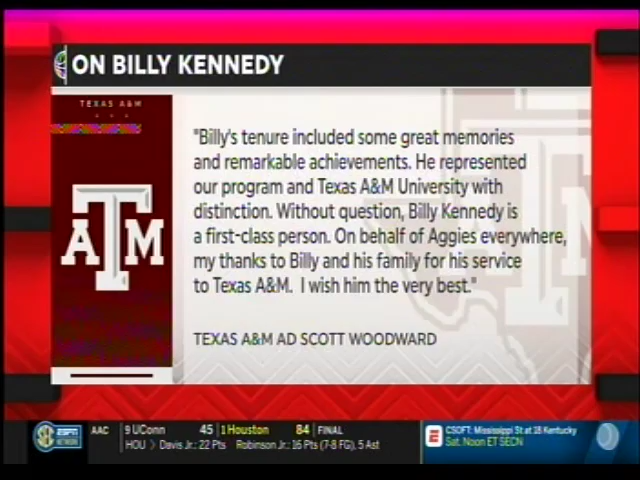 ON BILLY KENNEDY
TEXAS A&M
ATM
"Billy's tenure included some great memories
and remarkable achievements. He represented
our program and Texas A&M University with
distinction. Without question, Billy Kennedy is
a first-class person. On behalf of Aggies everywhere,
my thanks to Billy and his family for his service
to Texas A&M.  I wish him the very best."
TEXAS A&M AD SCOTT WOODWARD
SEC ESPN NETWORK
AAC
9 UConn 45 1 Houston 84 FINAL
HOU > Davis Jr.: 22 Pts Robinson Jr.: 16 Pts (7-8 FG), 5 Ast
E
CSOFT: Mississippi St at 18 Kentucky
Sat. Noon ET SECN